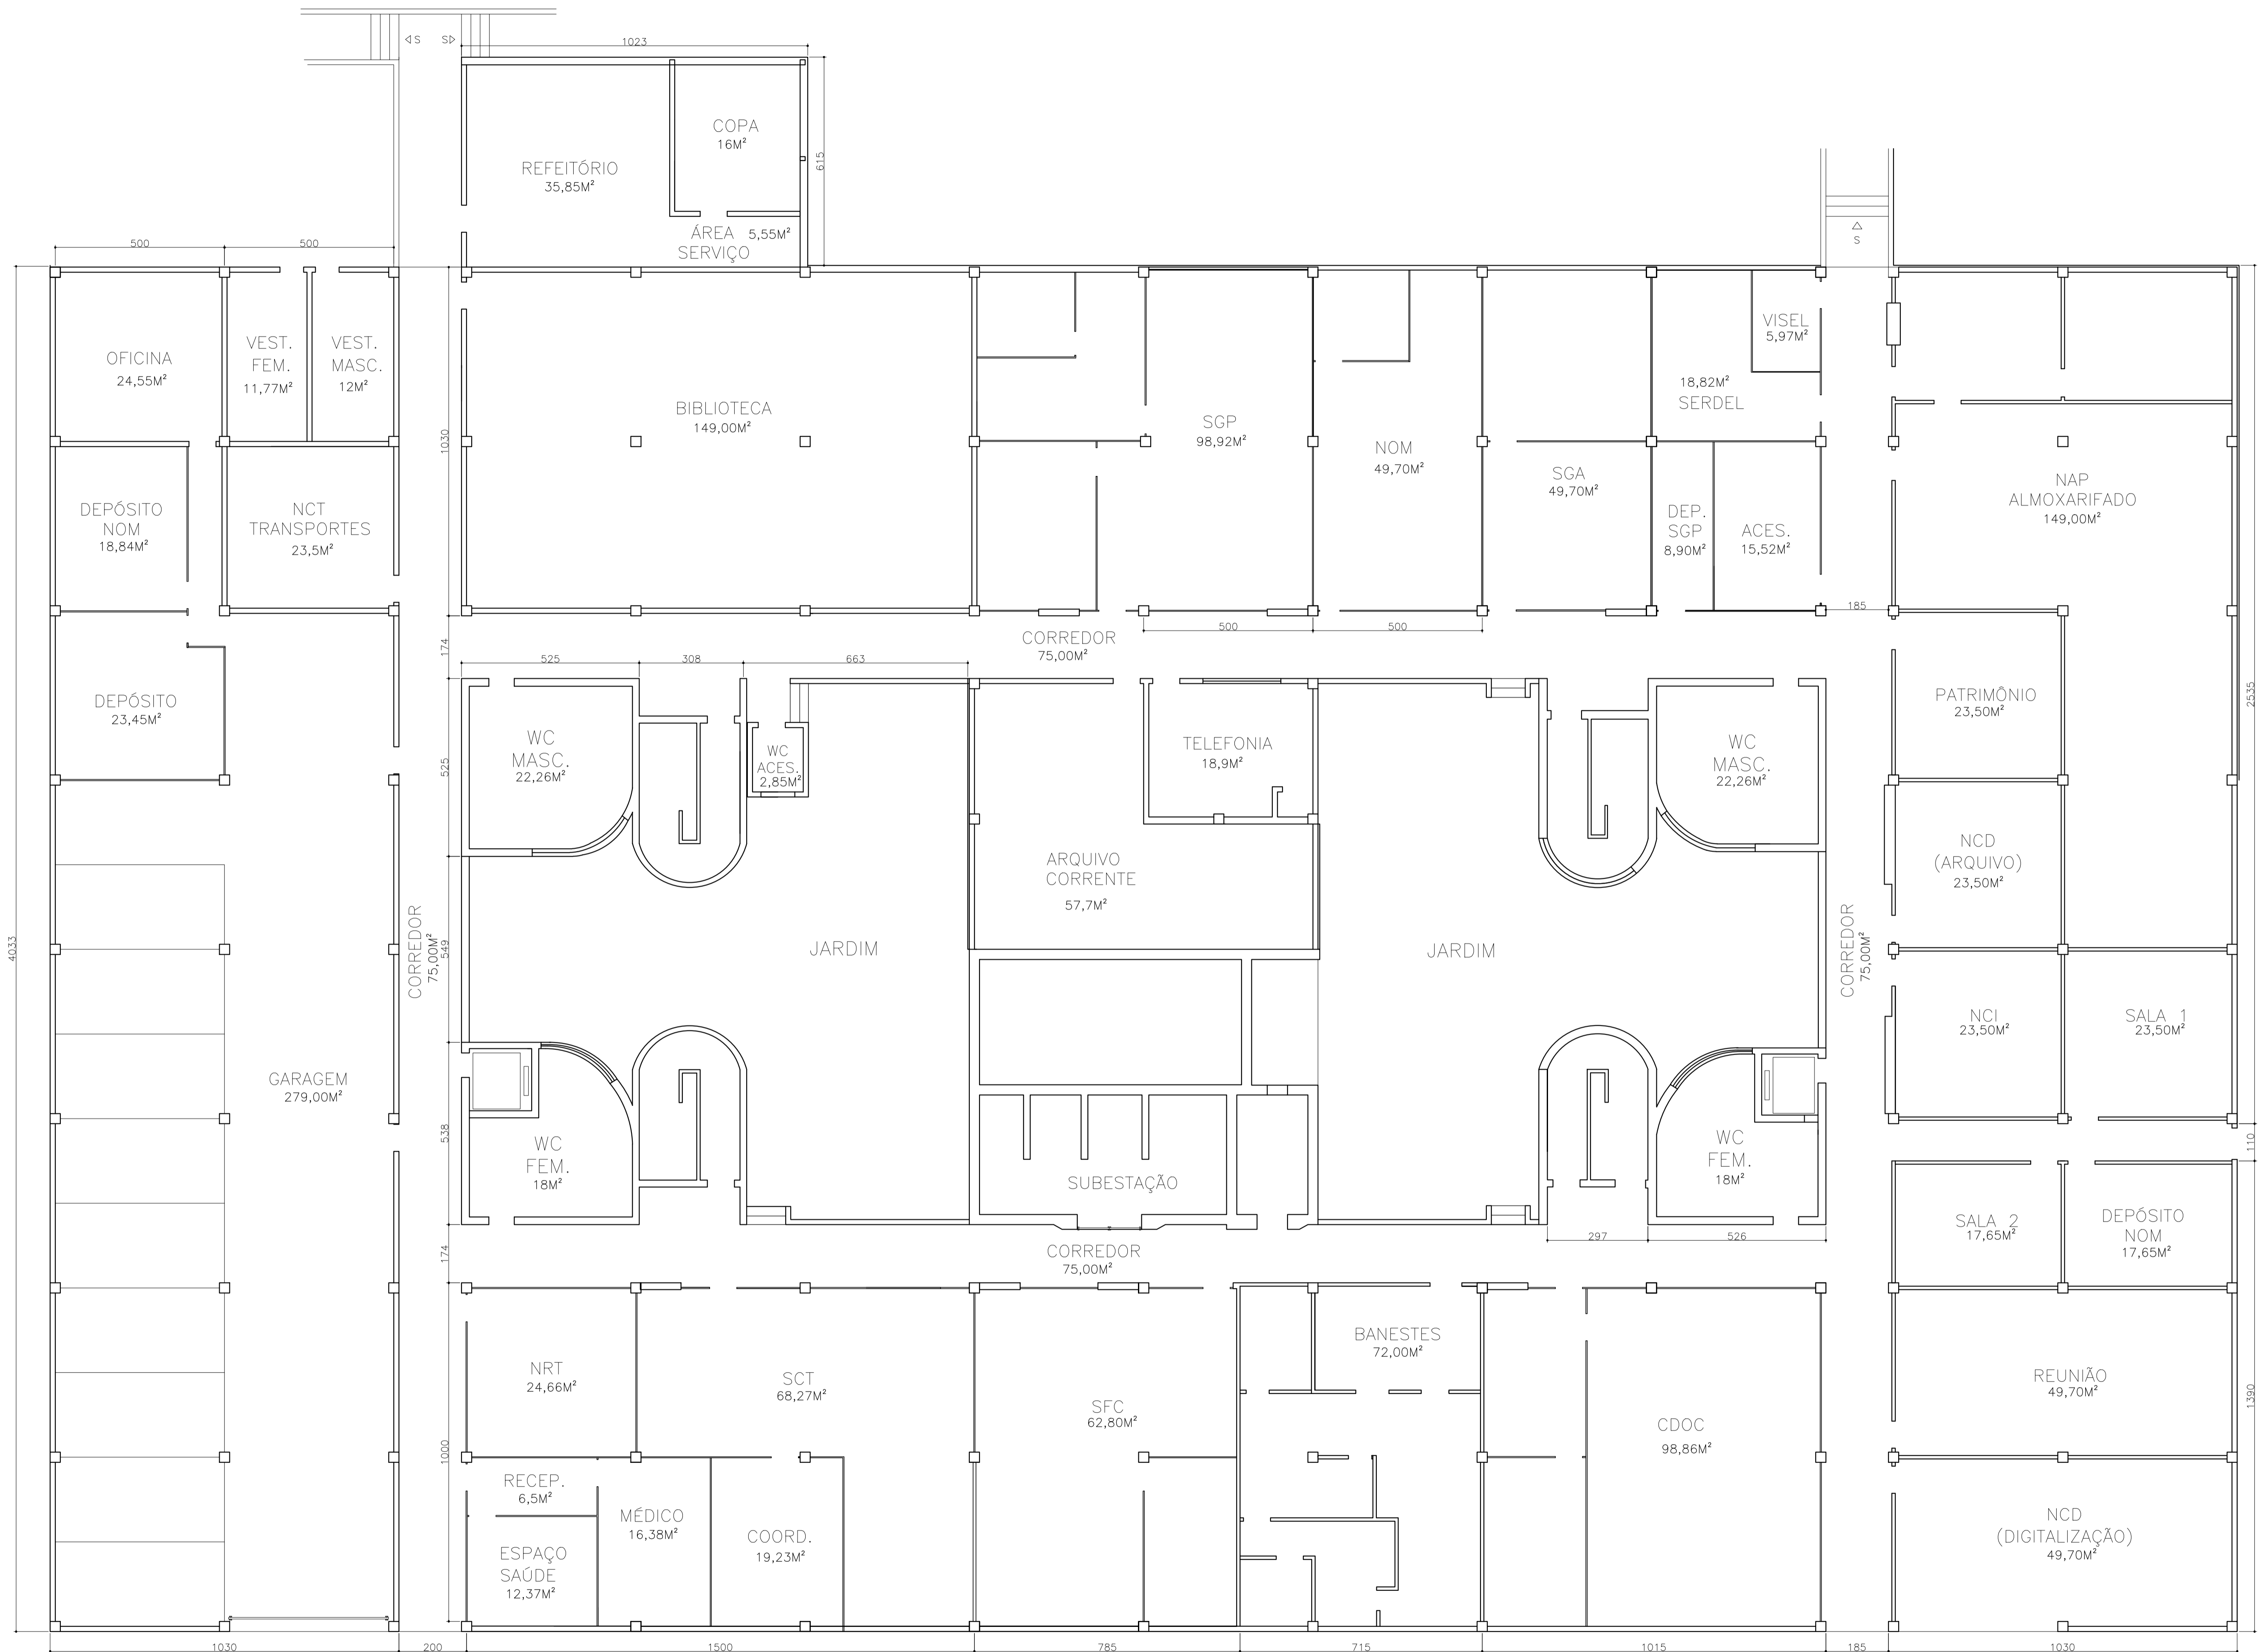 S S
1023
COPA
16M²
REFEITÓRIO
35,85M²
615
ÁREA 5,55M²
SERVIÇO
S
500
500
OFICINA
24,55M²
VEST.
FEM.
11,77M²
VEST.
MASC.
12M²
BIBLIOTECA
149,00M²
1030
SGP
98,92M²
NOM
49,70M²
SGA
49,70M²
VISEL
5,97M²
18,82M²
SERDEL
DEP.
SGP
8,90M²
ACES.
15,52M²
NAP
ALMOXARIFADO
149,00M²
DEPÓSITO
NOM
18,84M²
NCT
TRANSPORTES
23,5M²
185
174
CORREDOR
75,00M²
500
500
525
308
663
DEPÓSITO
23,45M²
WC
MASC.
22,26M²
525
WC
ACES.
2,85M²
TELEFONIA
18,9M²
WC
MASC.
22,26M²
PATRIMÔNIO
23,50M²
2535
ARQUIVO
CORRENTE
57,7M²
NCD
(ARQUIVO)
23,50M²
4033
CORREDOR
75,00M²
549
JARDIM
JARDIM
CORREDOR
75,00M²
NCI
23,50M²
SALA 1
23,50M²
GARAGEM
279,00M²
538
WC
FEM.
18M²
SUBESTAÇÃO
WC
FEM.
18M²
110
SALA 2
17,65M²
DEPÓSITO
NOM
17,65M²
174
CORREDOR
75,00M²
297
526
NRT
24,66M²
SCT
68,27M²
SFC
62,80M²
BANESTES
72,00M²
CDOC
98,86M²
REUNIÃO
49,70M²
1390
1000
RECEP.
6,5M²
MÉDICO
16,38M²
COORD.
19,23M²
ESPAÇO
SAÚDE
12,37M²
NCD
(DIGITALIZAÇÃO)
49,70M²
1030
200
1500
785
715
1015
185
1030